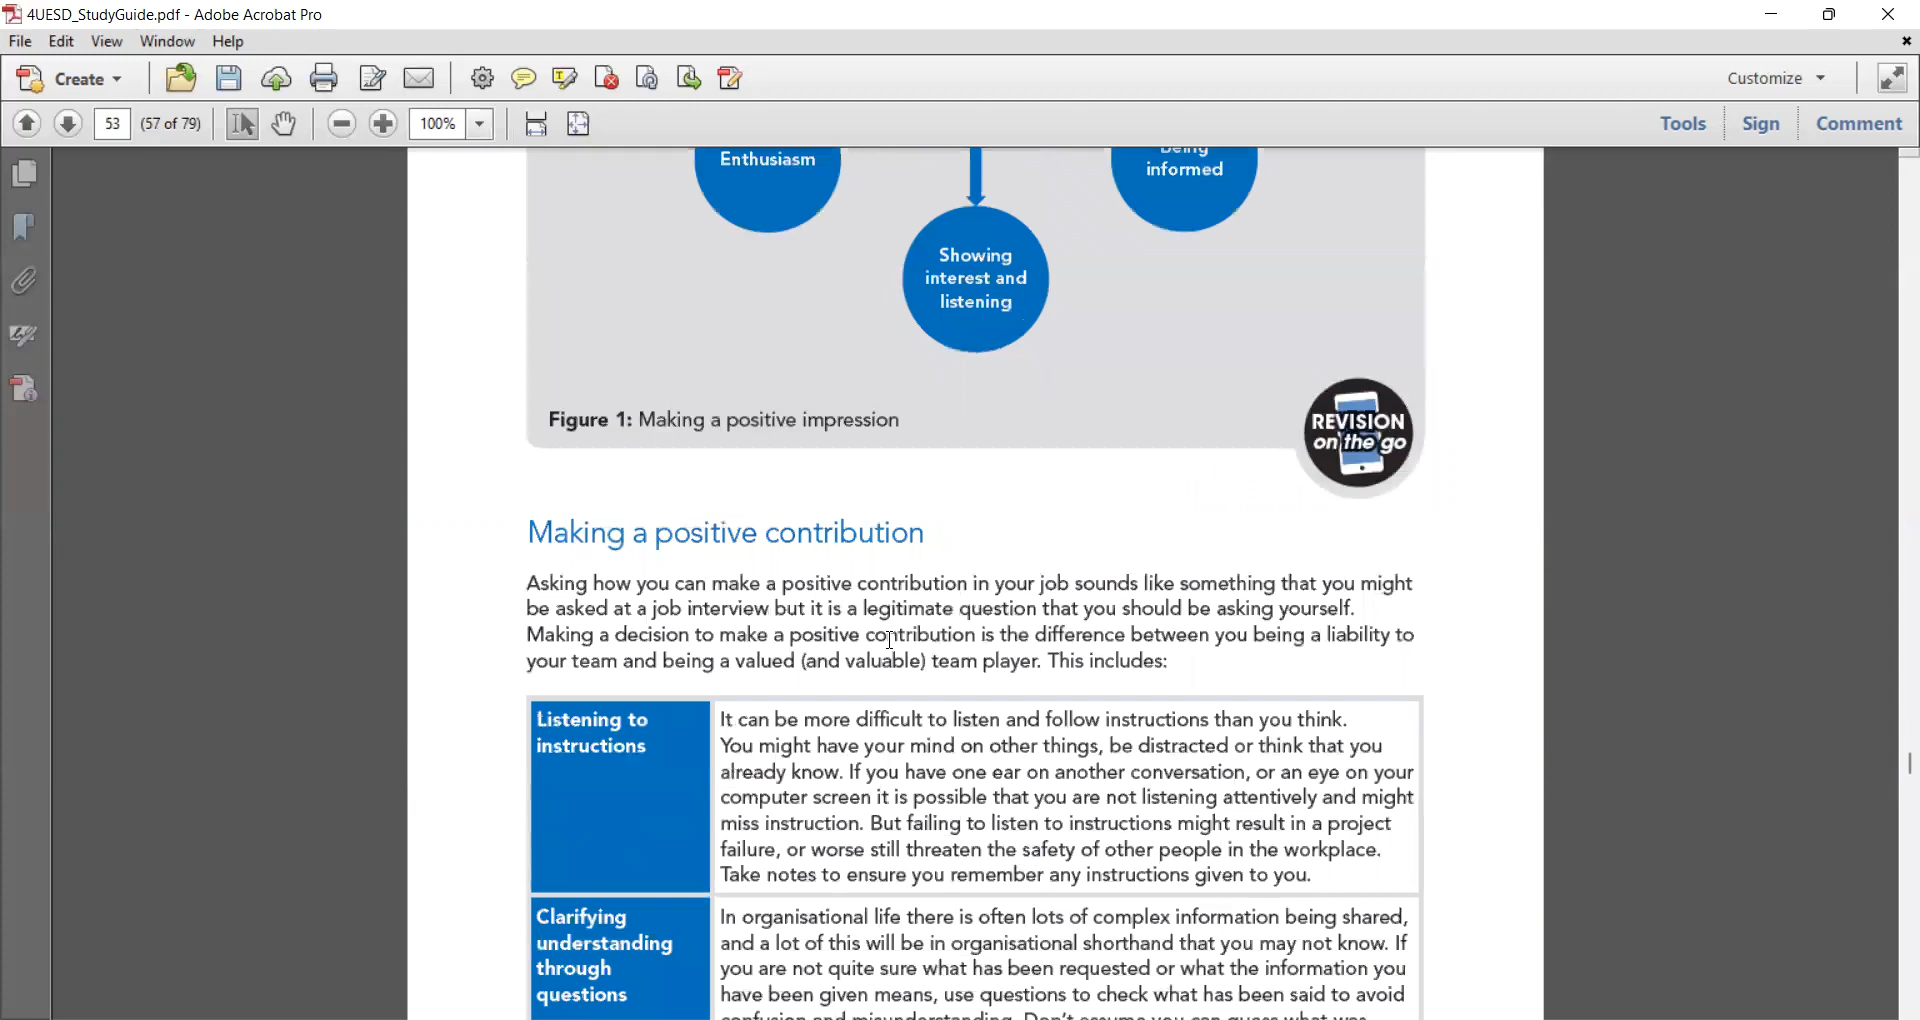 4UESD_StudyGuide.pdf - Adobe Acrobat Pro
File Edit View Window Help
Create Customize
53 (57 of 79) 100% Tools Sign Comment
Enthusiasm
Being
informed
Showing
interest and
listening
Figure 1: Making a positive impression
REVISION
on the go
Making a positive contribution
Asking how you can make a positive contribution in your job sounds like something that you might
be asked at a job interview but it is a legitimate question that you should be asking yourself.
Making a decision to make a positive contribution is the difference between you being a liability to
your team and being a valued (and valuable) team player. This includes:
Listening to
instructions
It can be more difficult to listen and follow instructions than you think.
You might have your mind on other things, be distracted or think that you
already know. If you have one ear on another conversation, or an eye on your
computer screen it is possible that you are not listening attentively and might
miss instruction. But failing to listen to instructions might result in a project
failure, or worse still threaten the safety of other people in the workplace.
Take notes to ensure you remember any instructions given to you.
Clarifying
understanding
through
questions
In organisational life there is often lots of complex information being shared,
and a lot of this will be in organisational shorthand that you may not know. If
you are not quite sure what has been requested or what the information you
have been given means, use questions to check what has been said to avoid
confusion and misunderstanding. Don't assume you can guess what was